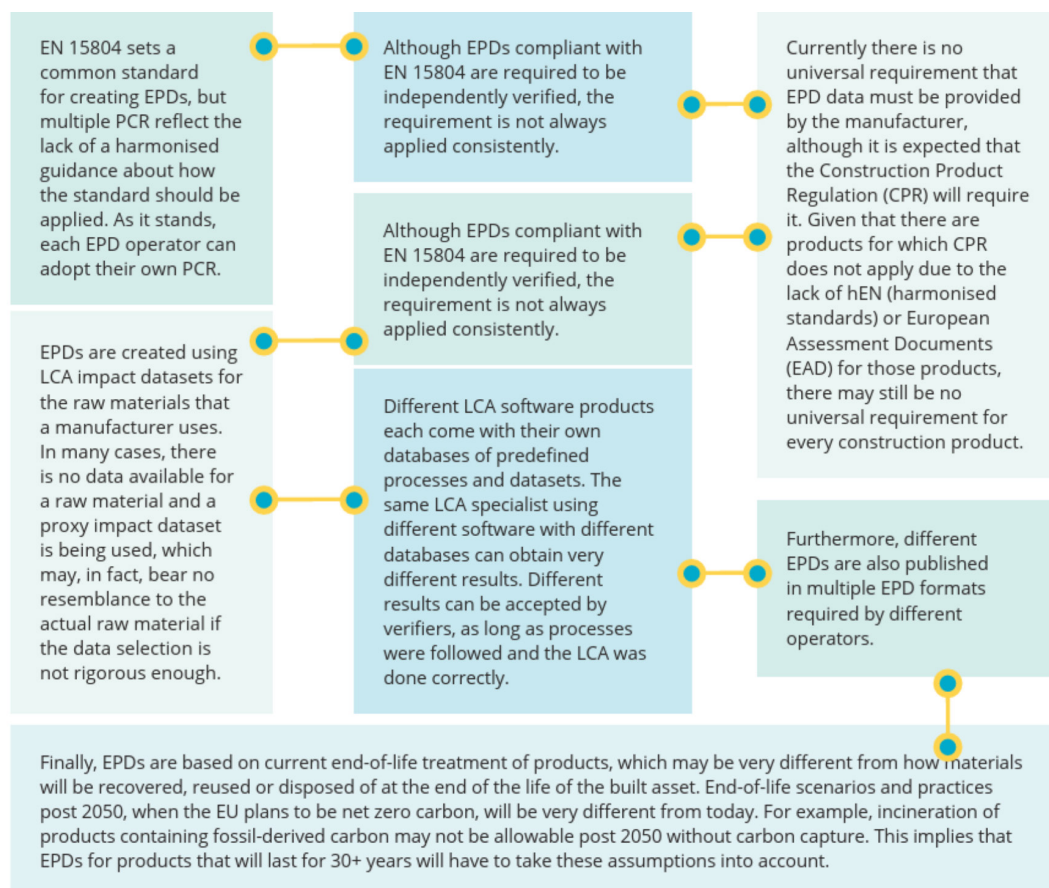 EN 15804 sets a
common standard
for creating EPDs, but
multiple PCR reflect the
lack of a harmonised
guidance about how
the standard should be
applied. As it stands,
each EPD operator can
adopt their own PCR.
Although EPDs compliant with
EN 15804 are required to be
independently verified, the
requirement is not always
applied consistently.
Currently there is no
universal requirement that
EPD data must be provided
by the manufacturer,
although it is expected that
the Construction Product
Regulation (CPR) will require
it. Given that there are
products for which CPR
does not apply due to the
lack of hEN (harmonised
standards) or European
Assessment Documents
(EAD) for those products,
there may still be no
universal requirement for
every construction product.
Although EPDs compliant with
EN 15804 are required to be
independently verified, the
requirement is not always
applied consistently.
EPDs are created using
LCA impact datasets for
the raw materials that
a manufacturer uses.
In many cases, there
is no data available for
a raw material and a
proxy impact dataset
is being used, which
may, in fact, bear no
resemblance to the
actual raw material if
the data selection is
not rigorous enough.
Different LCA software products
each come with their own
databases of predefined
processes and datasets. The
same LCA specialist using
different software with different
databases can obtain very
different results. Different
results can be accepted by
verifiers, as long as processes
were followed and the LCA was
done correctly.
Furthermore, different
EPDs are also published
in multiple EPD formats
required by different
operators.
Finally, EPDs are based on current end-of-life treatment of products, which may be very different from how materials
will be recovered, reused or disposed of at the end of the life of the built asset. End-of-life scenarios and practices
post 2050, when the EU plans to be net zero carbon, will be very different from today. For example, incineration of
products containing fossil-derived carbon may not be allowable post 2050 without carbon capture. This implies that
EPDs for products that will last for 30+ years will have to take these assumptions into account.